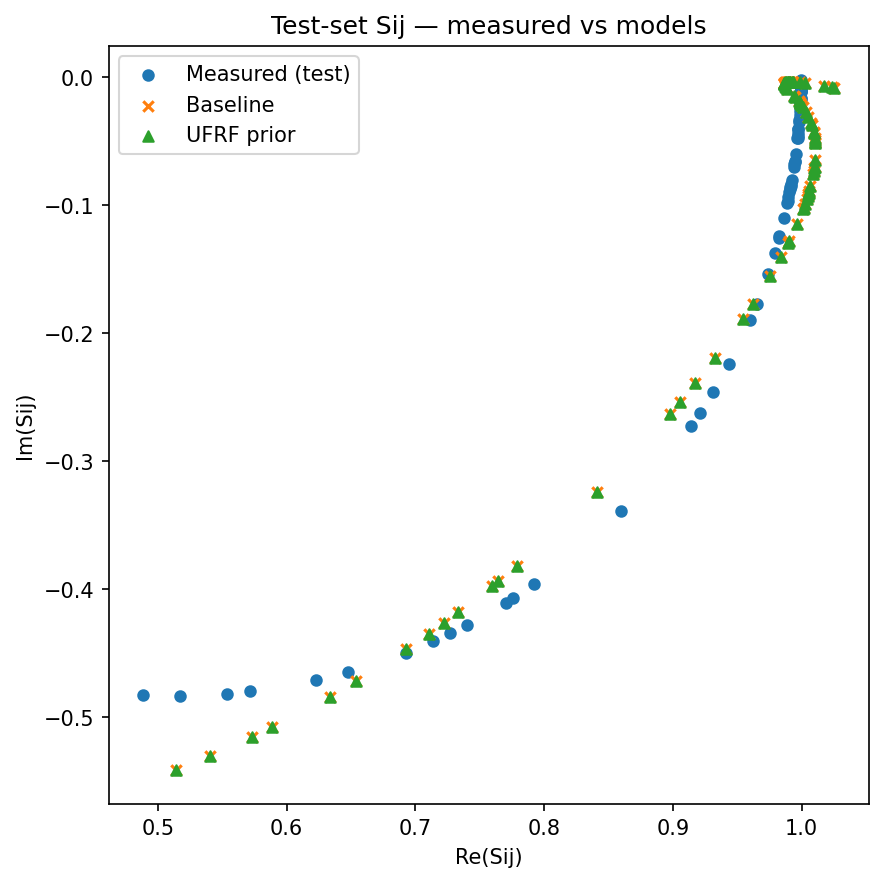 Test-set Sij — measured vs models
Measured (test)
Baseline
UFRF prior
0.0
−0.1
−0.2
−0.3
−0.4
−0.5
Im(Sij)
0.5 0.6 0.7 0.8 0.9 1.0
Re(Sij)